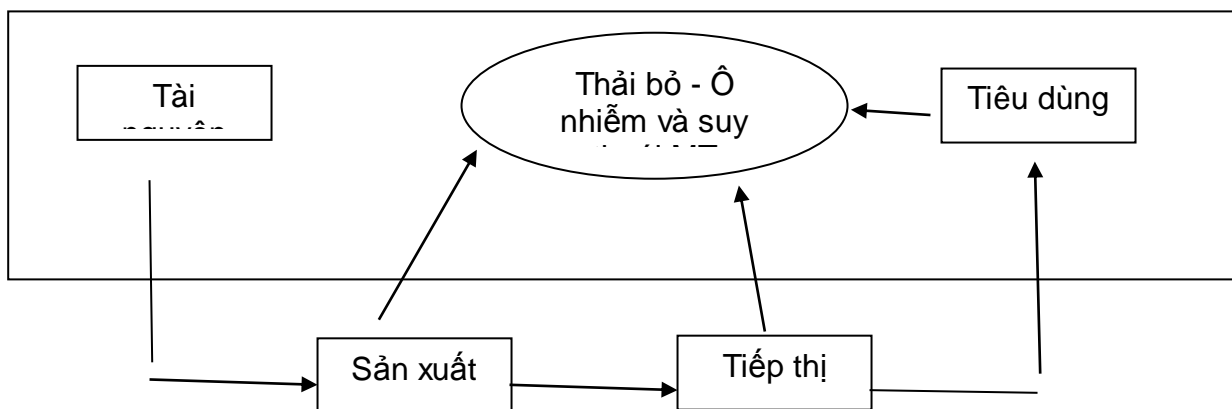 Tài
Thải bỏ - Ô
nhiễm và suy
Tiêu dùng
Sản xuất
Tiếp thị